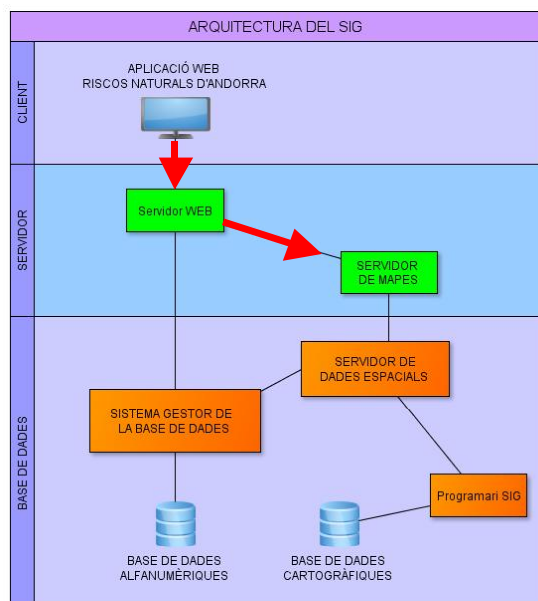 ARQUITECTURA DEL SIG
CLIENT
APLICACIÓ WEB
RISCOS NATURALS D'ANDORRA
SERVIDOR
Servidor WEB
SERVIDOR
DE MAPES
BASE DE DADES
SERVIDOR DE
DADES ESPACIALS
SISTEMA GESTOR DE
LA BASE DE DADES
Programari SIG
BASE DE DADES
ALFANUMÈRIQUES
BASE DE DADES
CARTOGRÀFIQUES